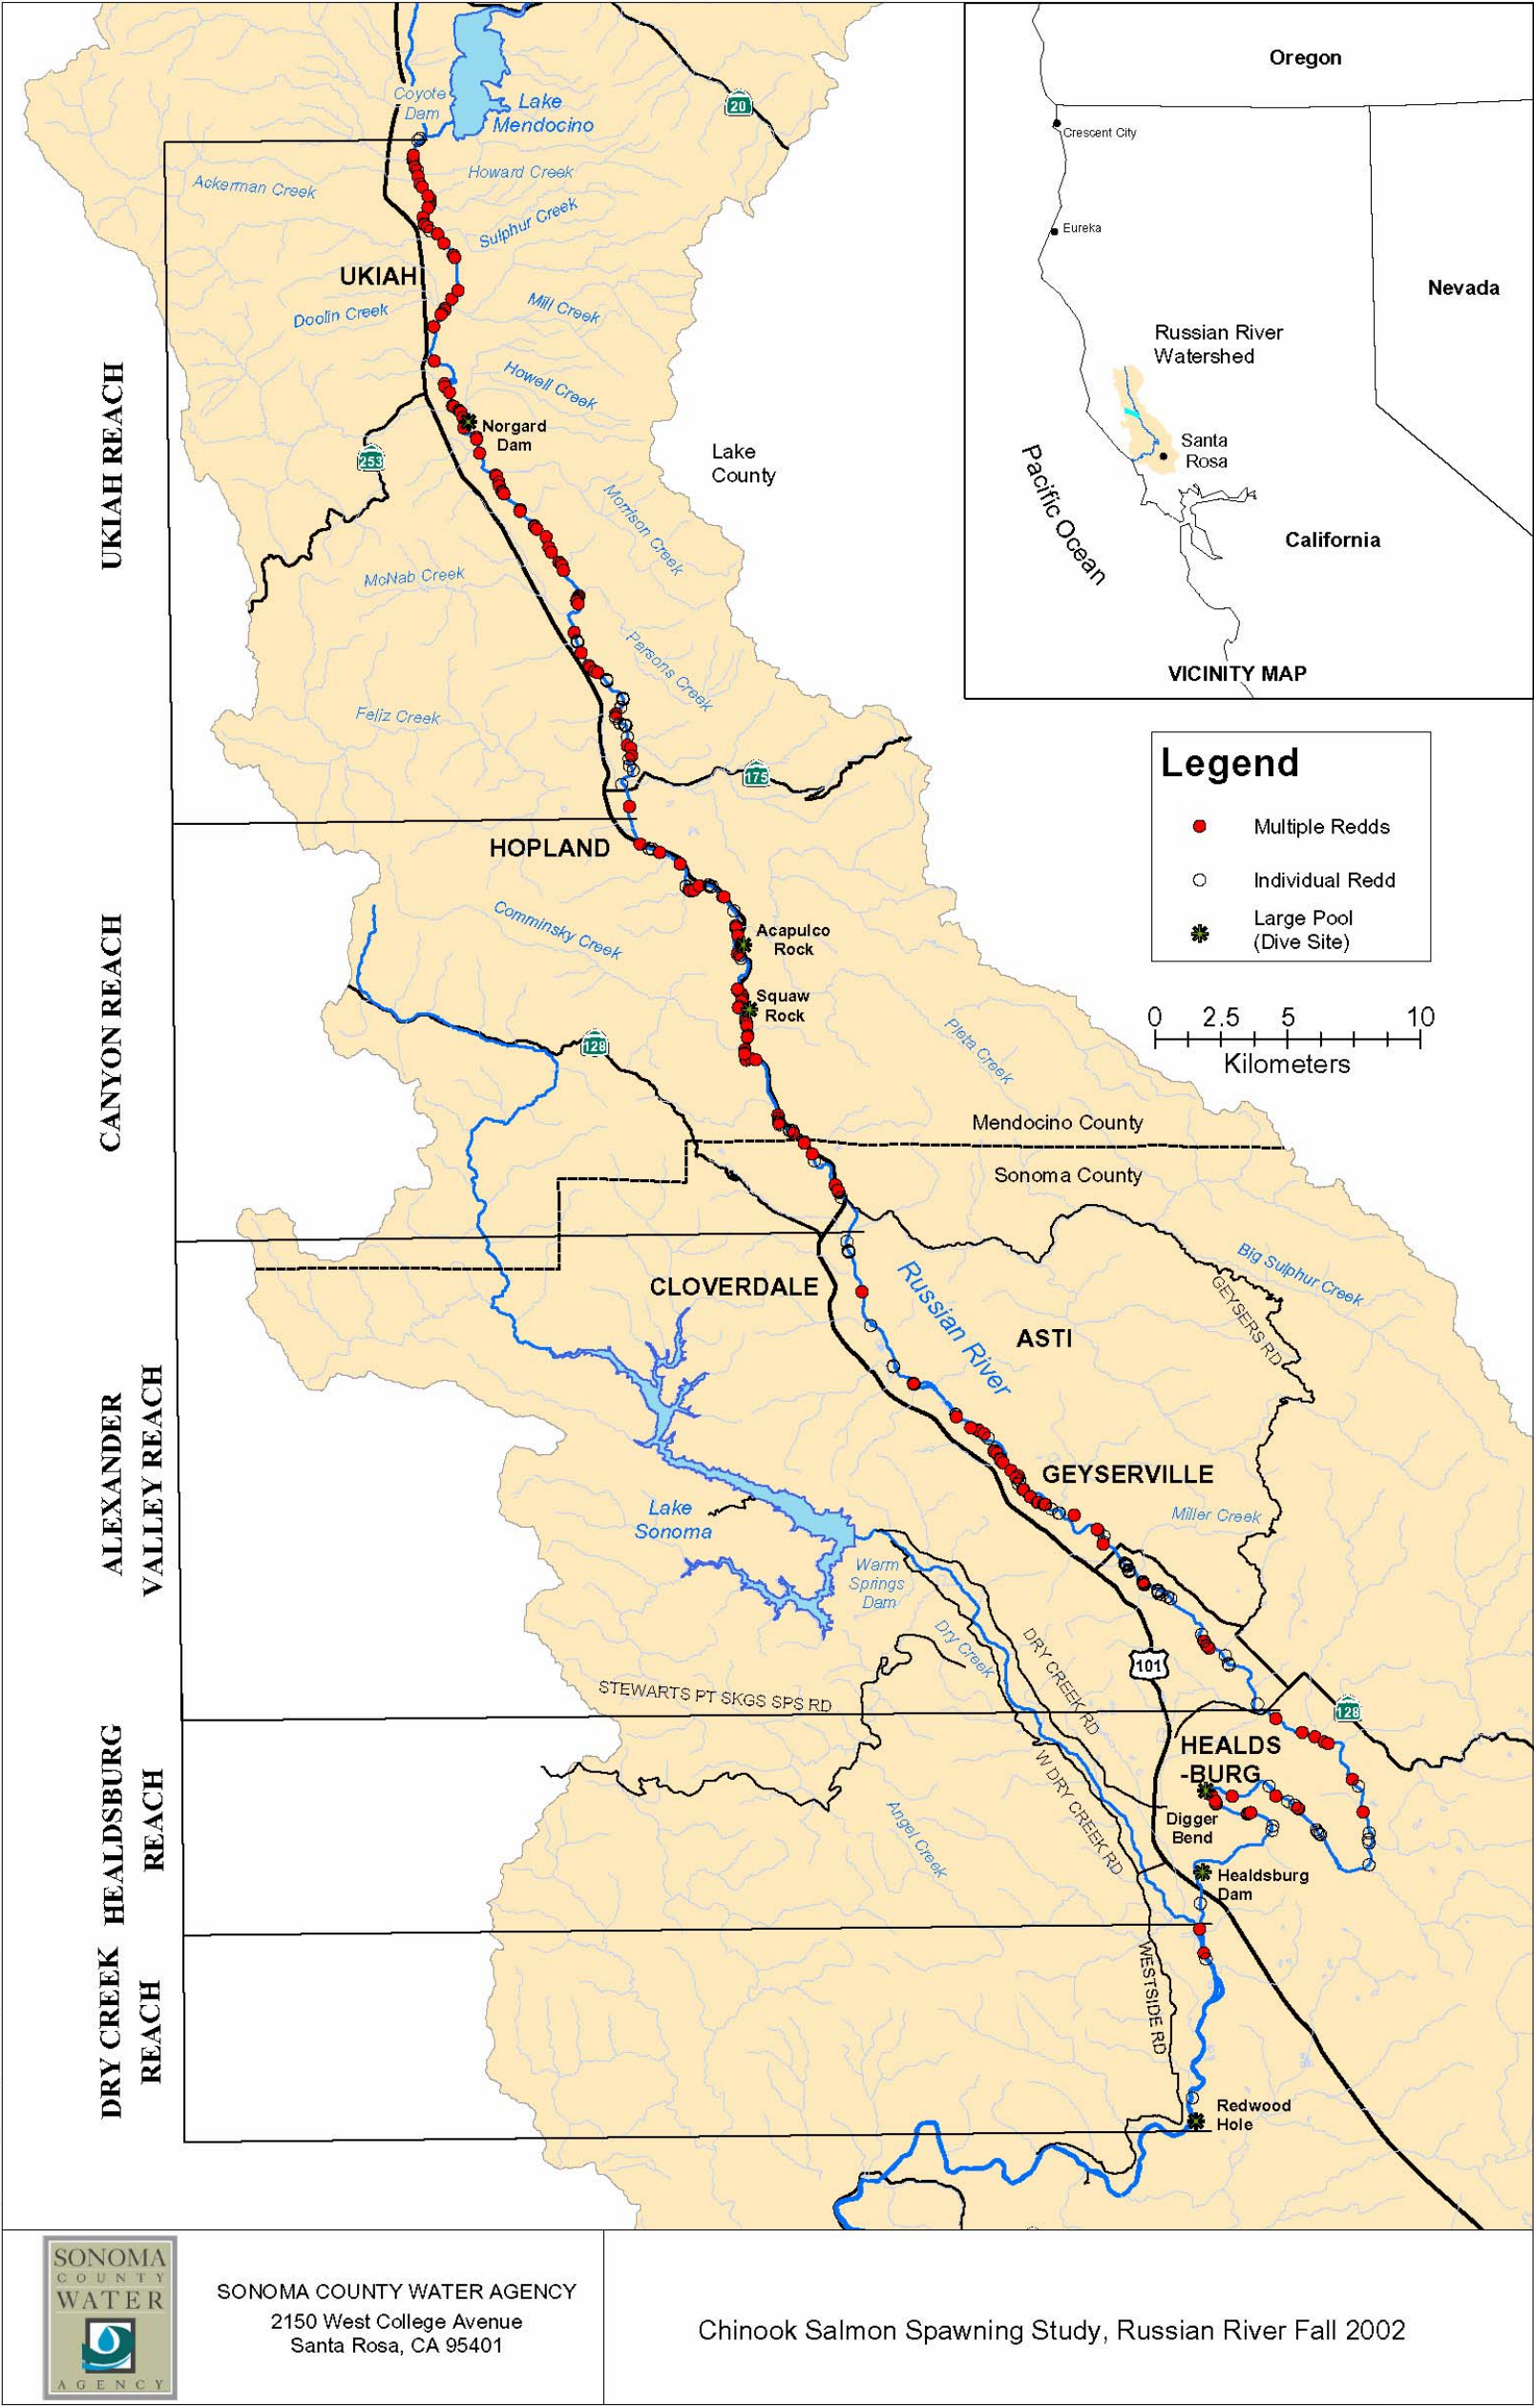 Oregon
Crescent City
Eureka
Nevada
Russian River
Watershed
Santa
Rosa
Pacific Ocean
California
VICINITY MAP
Coyote
Dam
Lake
Mendocino
20
Ackerman Creek
Howard Creek
Sulphur Creek
UKIAH
Doolin Creek
Mill Creek
Howell Creek
Norgard
Dam
253
Lake
County
UKIAH REACH
Morrison Creek
McNab Creek
Parsons Creek
Feliz Creek
175
Legend
Multiple Redds
Individual Redd
Large Pool
(Dive Site)
0 2.5 5 10
Kilometers
HOPLAND
Comminsky Creek
Acapulco
Rock
Squaw
Rock
CANYON REACH
128
Pleta Creek
Mendocino County
Sonoma County
CLOVERDALE
Russian River
Big Sulphur Creek
GEYSERS RD
ASTI
ALEXANDER
VALLEY REACH
GEYSERVILLE
Lake
Sonoma
Miller Creek
Warm
Springs
Dam
Dry Creek
DRY CREEK RD
101
STEWARTS PT SKGS SPS RD
128
HEALDSBURG
REACH
HEALDS
-BURG
W DRY CREEK RD
Angel Creek
Digger
Bend
Healdsburg
Dam
DRY CREEK
REACH
WESTSIDE RD
Redwood
Hole
SONOMA
COUNTY
WATER
AGENCY
SONOMA COUNTY WATER AGENCY
2150 West College Avenue
Santa Rosa, CA 95401
Chinook Salmon Spawning Study, Russian River Fall 2002